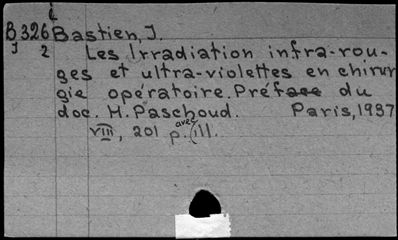 B326 Bastien, J.
J 2 Les Irradiation infra-rou-
ges et ultra-violettes en chirur
gie opératoire. Préface du
doc. H. Paschoud. Paris, 1937
VIII, 201 p. avec ill.